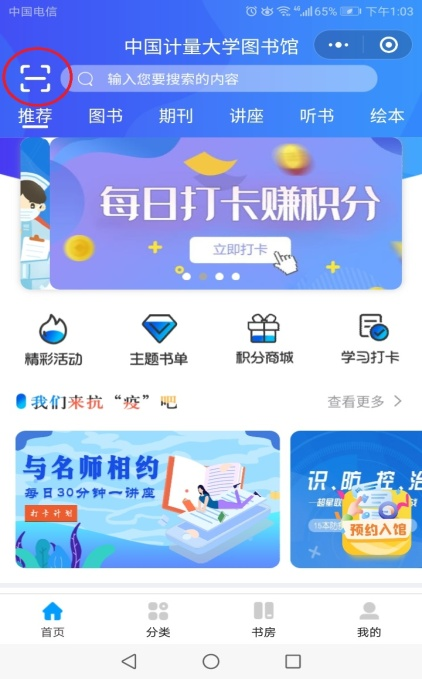 中国电信
65% 下午1:03
中国计量大学图书馆
输入您要搜索的内容
推荐 图书 期刊 讲座 听书 绘本
每日打卡赚积分
立即打卡
精彩活动 主题书单 积分商城 学习打卡
我们来抗“疫”吧 查看更多
与名师相约
每日30分钟一讲座
打卡计划
识、防、控、治
预约入馆
首页 分类 书房 我的